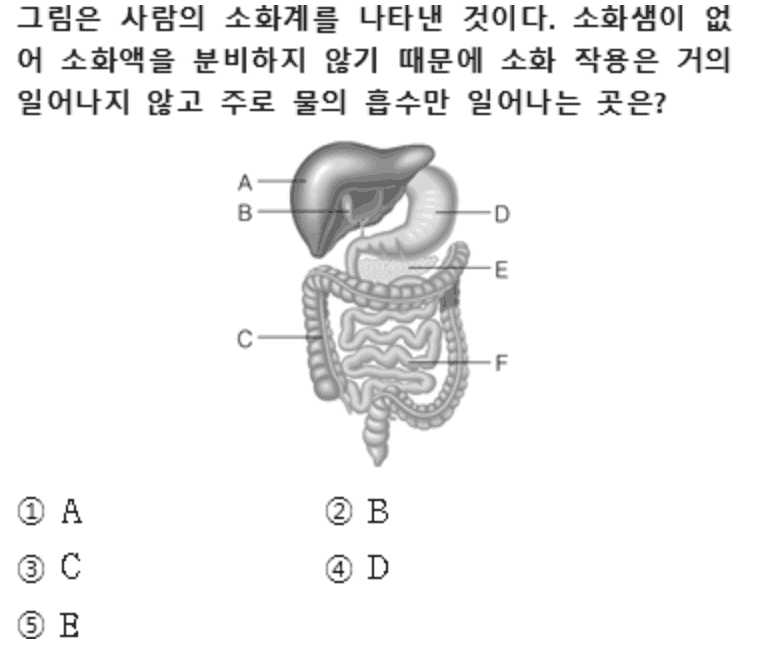 그림은 사람의 소화계를 나타낸 것이다. 소화샘이 없
어 소화액을 분비하지 않기 때문에 소화 작용은 거의
일어나지 않고 주로 물의 흡수만 일어나는 곳은?
A
B
D
E
C
F
① A
② B
③ C
④ D
⑤ E